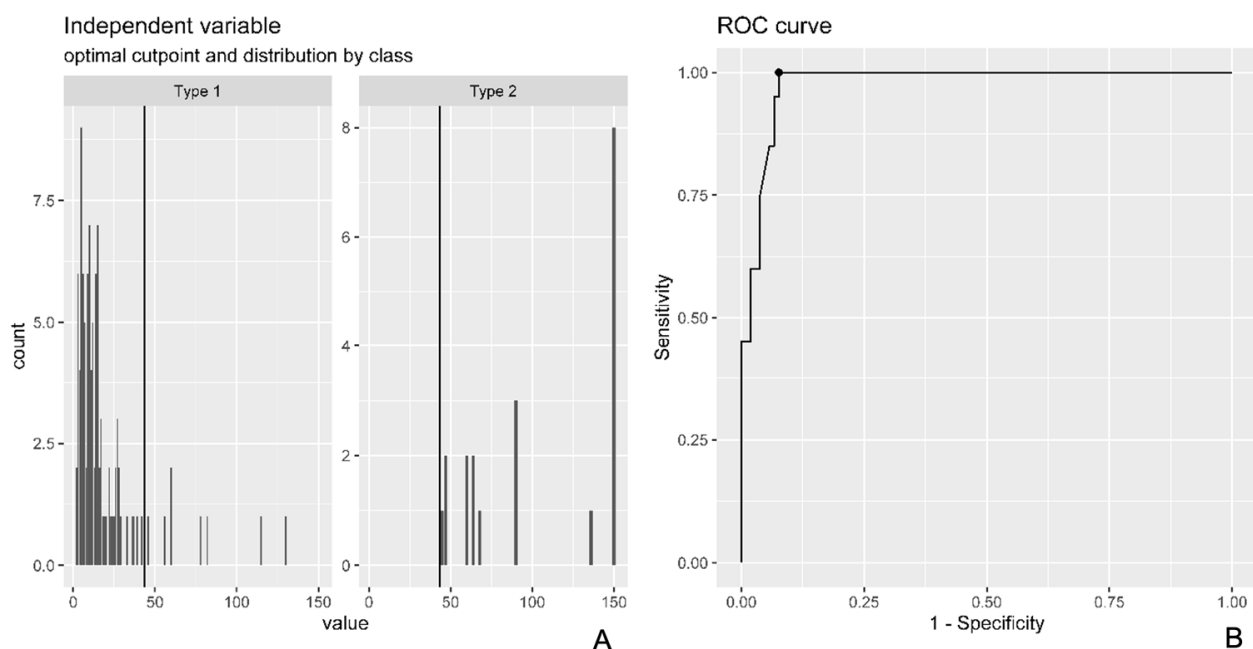 Independent variable
optimal cutpoint and distribution by class
Type 1
Type 2
7.5
5.0
2.5
0.0
count
8
6
4
2
0
0
50
100
150
0
50
100
150
value
A
ROC curve
1.00
0.75
0.50
0.25
0.00
Sensitivity
0.00
0.25
0.50
0.75
1.00
1 - Specificity
B